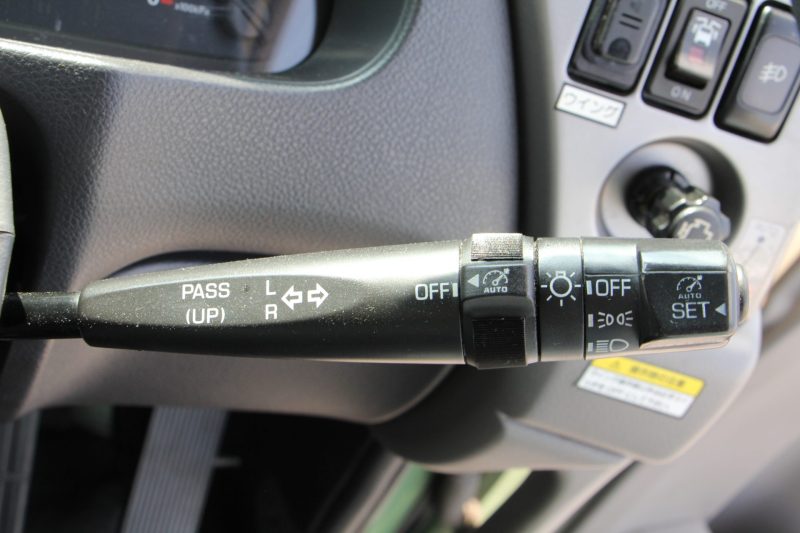 OFF
ON
ウイング
PASS
(UP)
L
R
OFF
AUTO
OFF
AUTO
SET